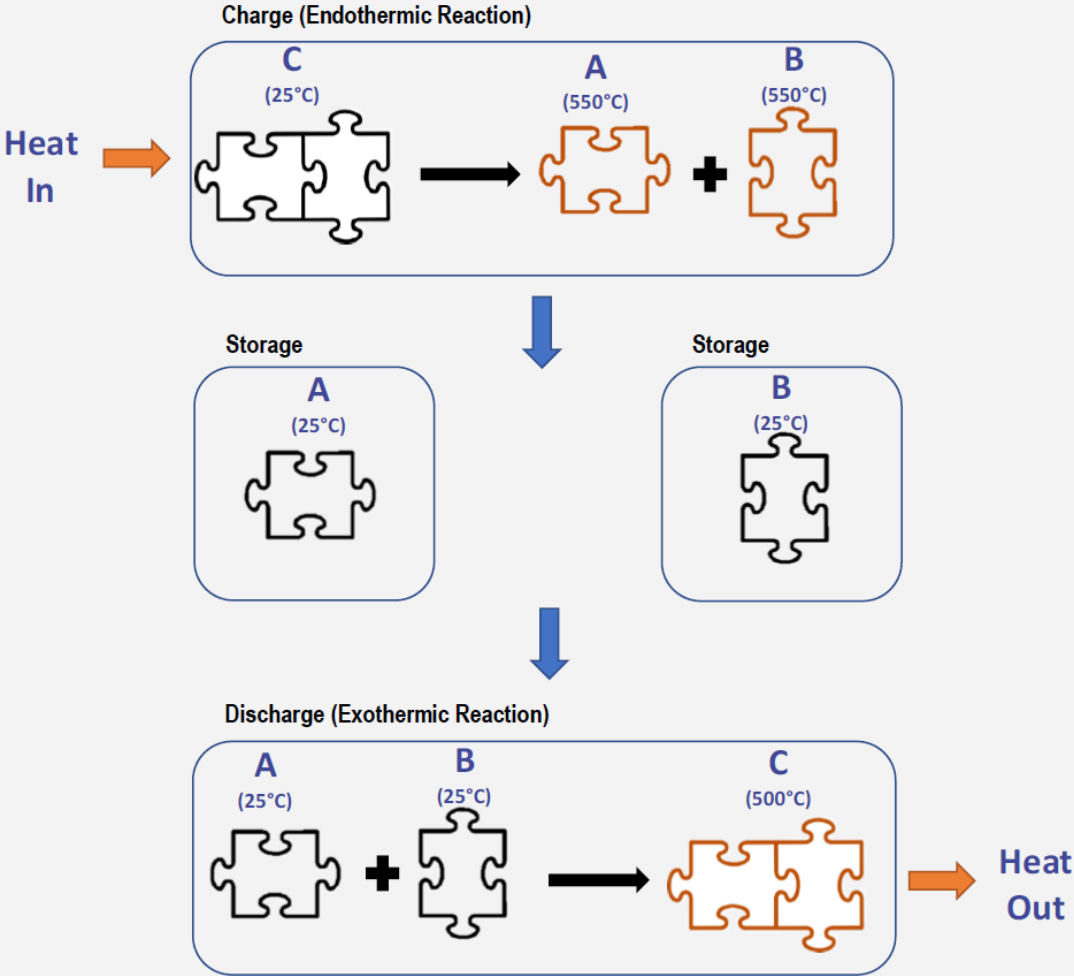 Charge (Endothermic Reaction)
C
(25°C)
A
(550°C)
B
(550°C)
Heat
In
Storage
A
(25°C)
Storage
B
(25°C)
Discharge (Exothermic Reaction)
A
(25°C)
B
(25°C)
C
(500°C)
Heat
Out